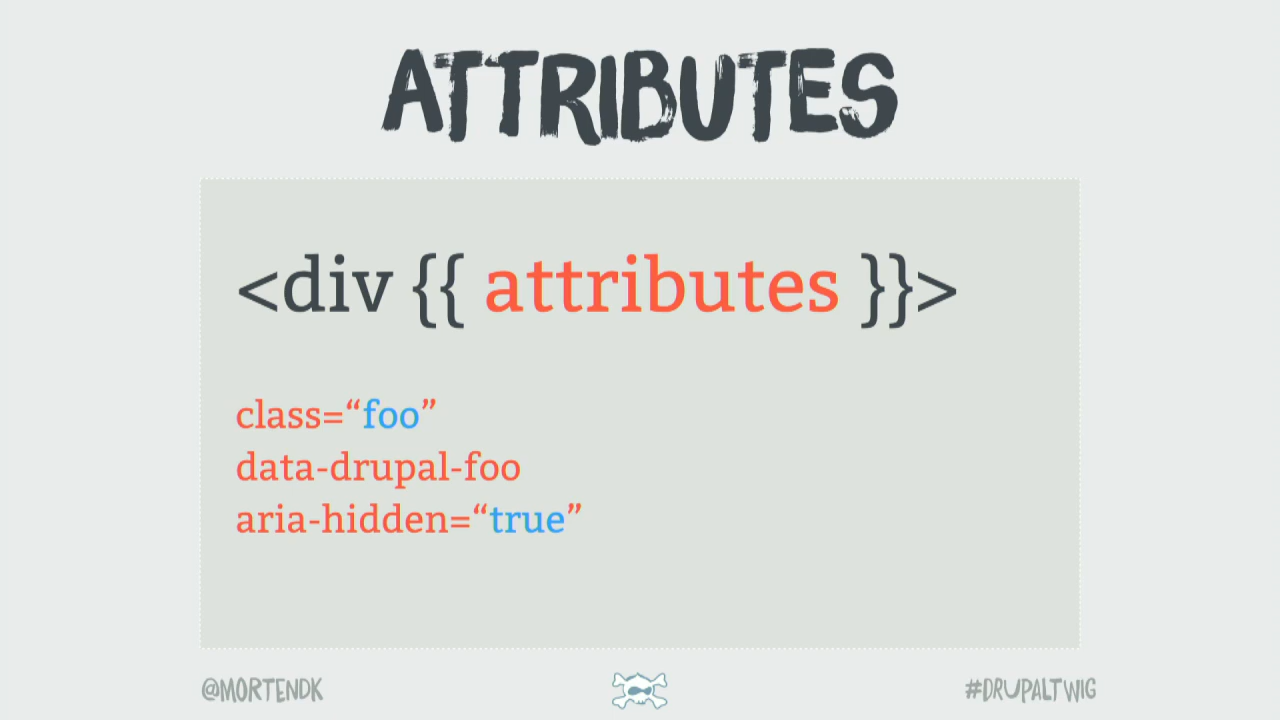 ATTRIBUTES
<div {{ attributes }}>
class=“foo”
data-drupal-foo
aria-hidden=“true”
@MORTENDK
#DRUPALTWIG